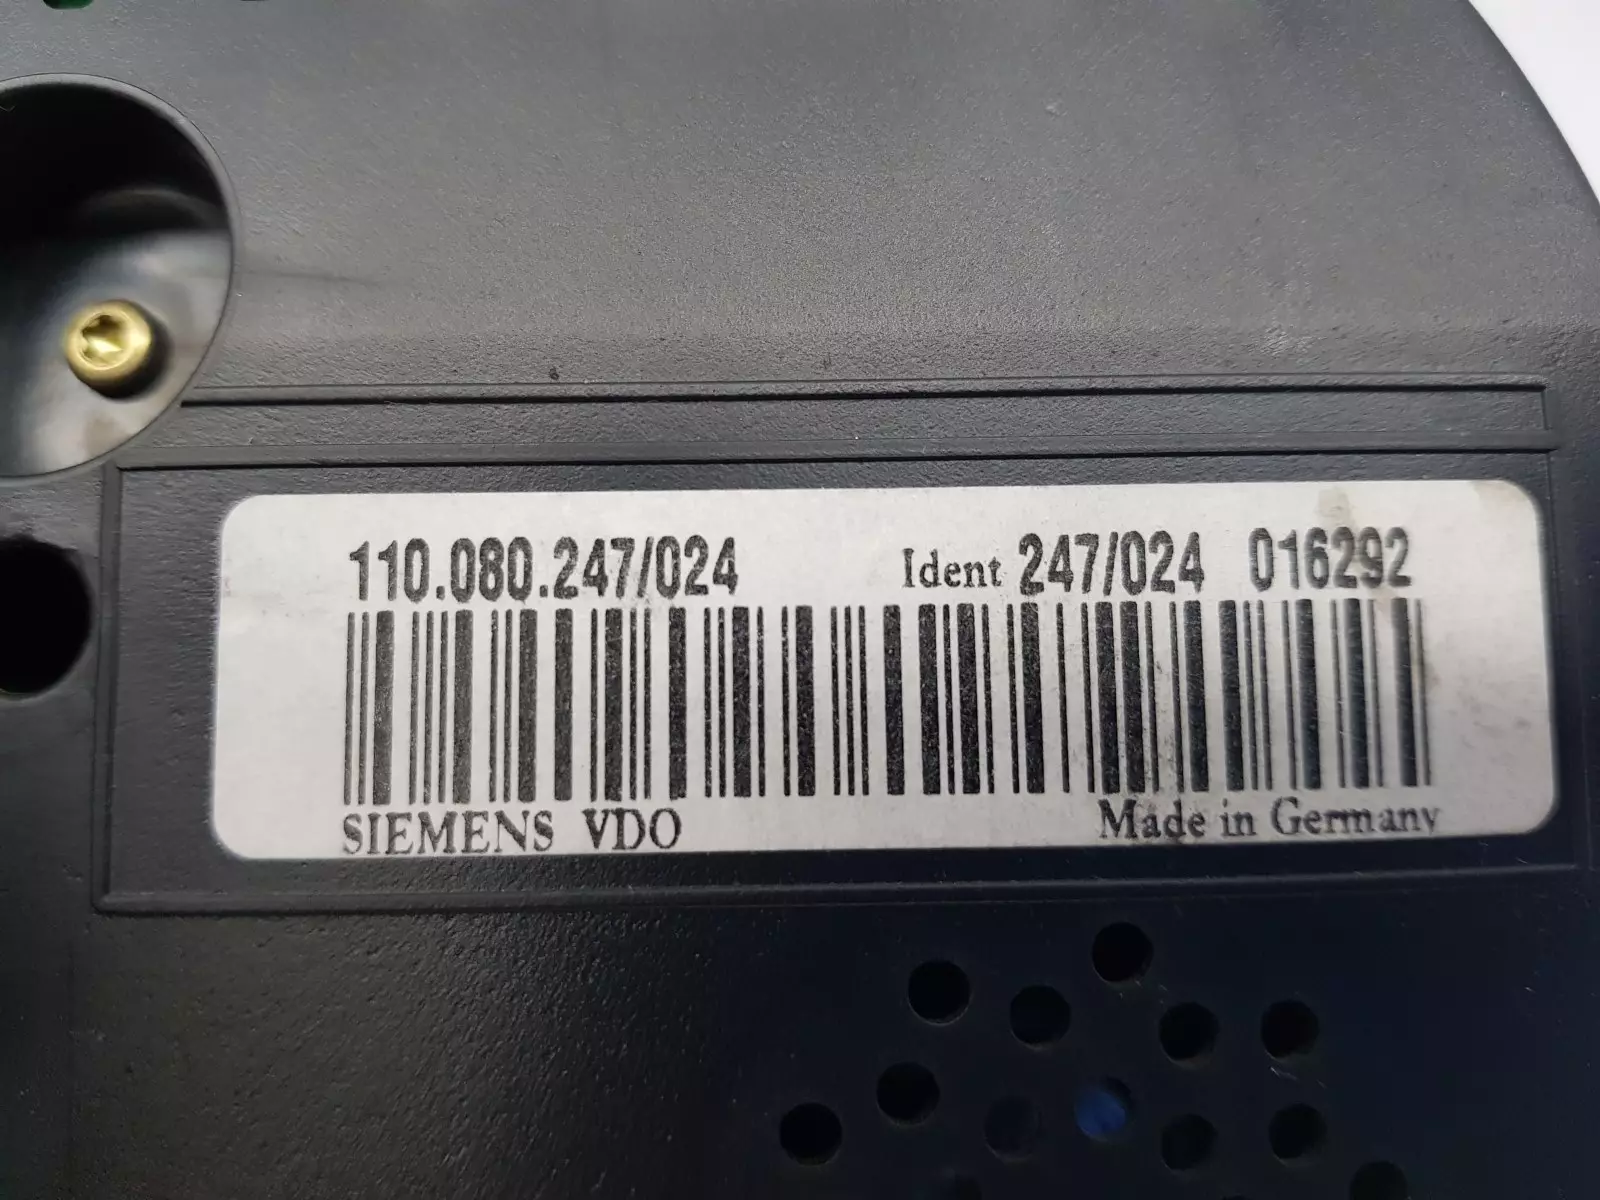 110.080.247/024 Ident 247/024 016292
SIEMENS VDO Made in Germany